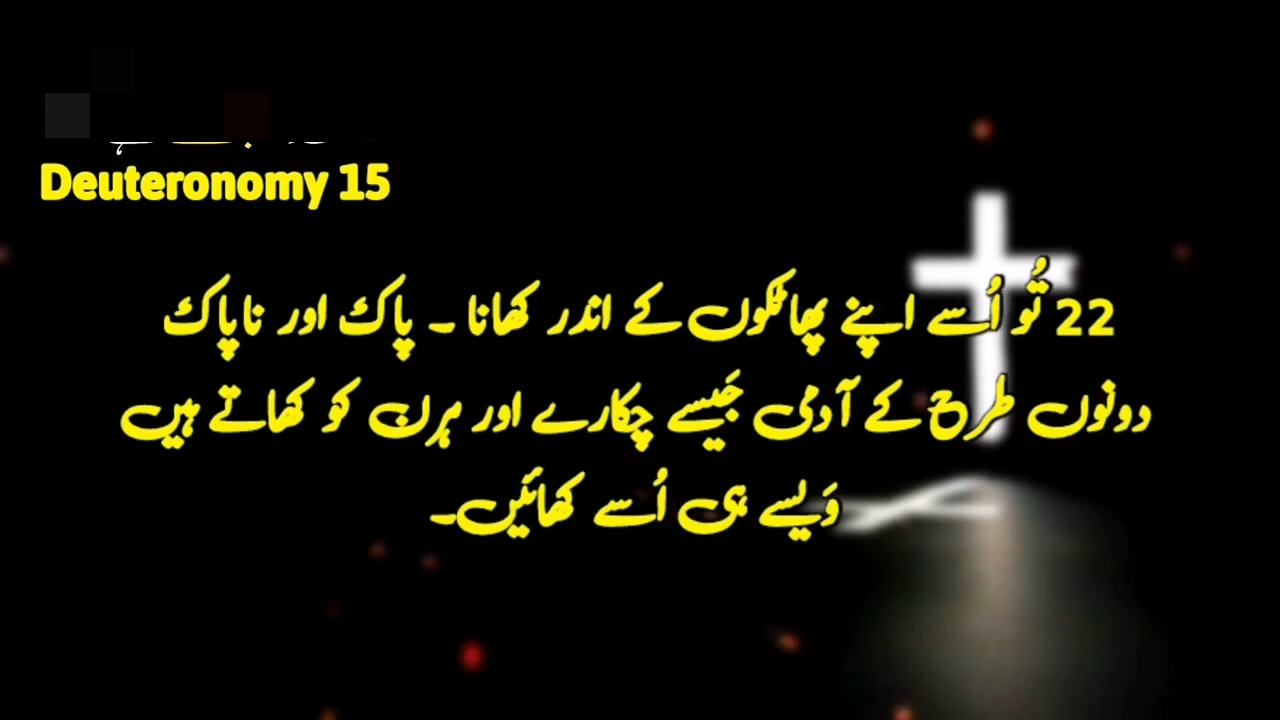 Deuteronomy 15
22 تُو اُسے اپنے پھاٹکوں کے اندر کھانا ۔ پاک اور ناپاک
دونوں طرح کے آدمی جَیسے چکارے اور ہرن کو کھاتے ہیں
وَیسے ہی اُسے کھائیں۔